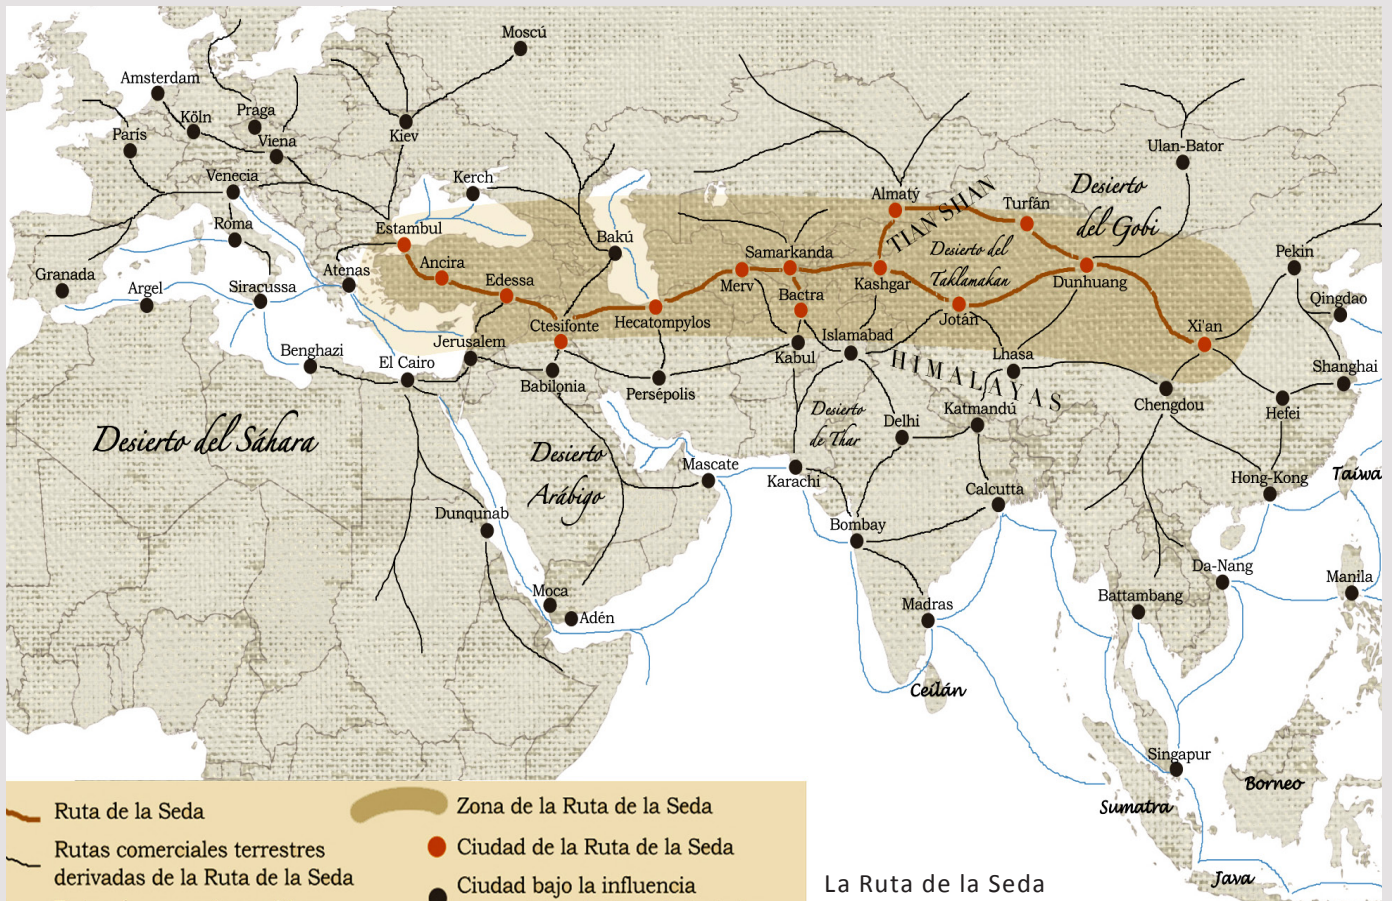 Moscú
Amsterdam
Köln
Praga
París
Viena
Kiev
Ulan-Bator
Venecia
Kerch
Almatý
TIAN SHAN
Turfán
Desierto
del Gobi
Roma
Estambul
Bakú
Samarkanda
Desierto del
Taklamakan
Pekin
Granada
Argel
Siracussa
Atenas
Ancira
Edessa
Merv
Bactra
Kashgar
Dunhuang
Qingdao
Ctesifonte
Hecatompylos
Jotán
Xi'an
Benghazi
El Cairo
Jerusalem
Islamabad
Kabul
HIMALAYAS
Lhasa
Shanghai
Babilonia
Persépolis
Chengdou
Hefei
Desierto del Sáhara
Desierto
Arábigo
Desierto
de Thar
Delhi
Katmandú
Mascate
Karachi
Calcutta
Hong-Kong
Taiwa
Dunqunab
Bombay
Da-Nang
Manila
Moca
Adén
Madras
Battambang
Ceilán
Singapur
Borneo
Sumatra
Java
Ruta de la Seda
Rutas comerciales terrestres
derivadas de la Ruta de la Seda
Zona de la Ruta de la Seda
Ciudad de la Ruta de la Seda
Ciudad bajo la influencia
La Ruta de la Seda